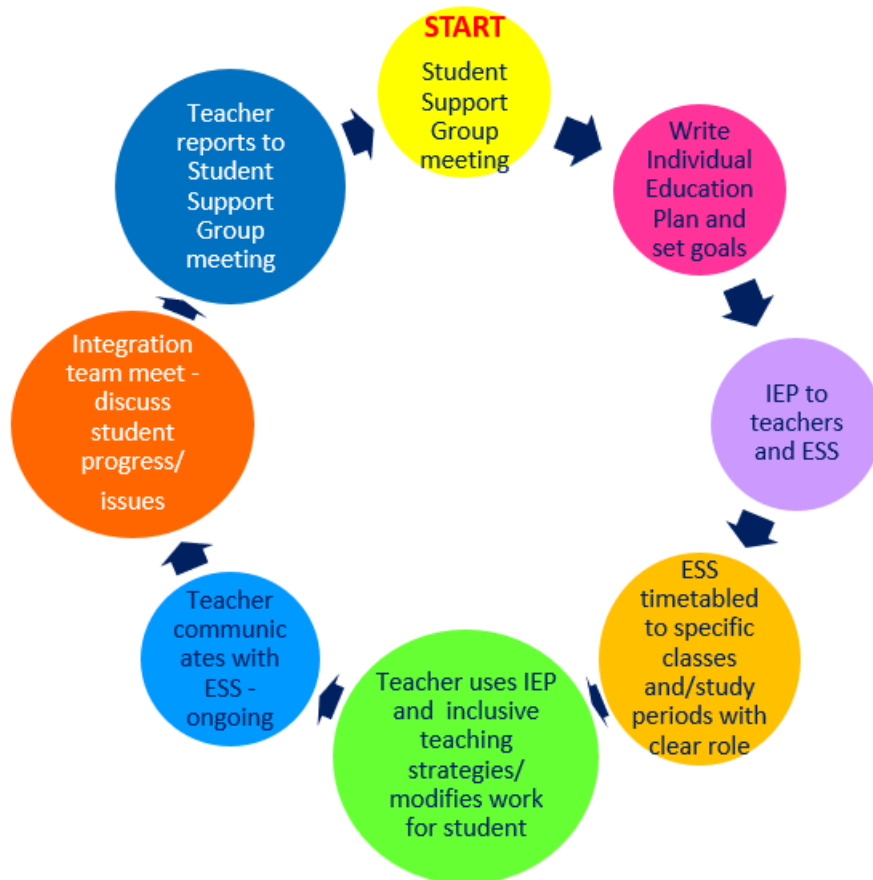 START
Student
Support
Group
meeting
Write
Individual
Education
Plan and
set goals
IEP to
teachers
and ESS
ESS
timetabled
to specific
classes
and/study
periods with
clear role
Teacher uses IEP
and inclusive
teaching
strategies/
modifies work
for student
Teacher
communic
ates with
ESS -
ongoing
Integration
team meet -
discuss
student
progress/
issues
Teacher
reports to
Student
Support
Group
meeting